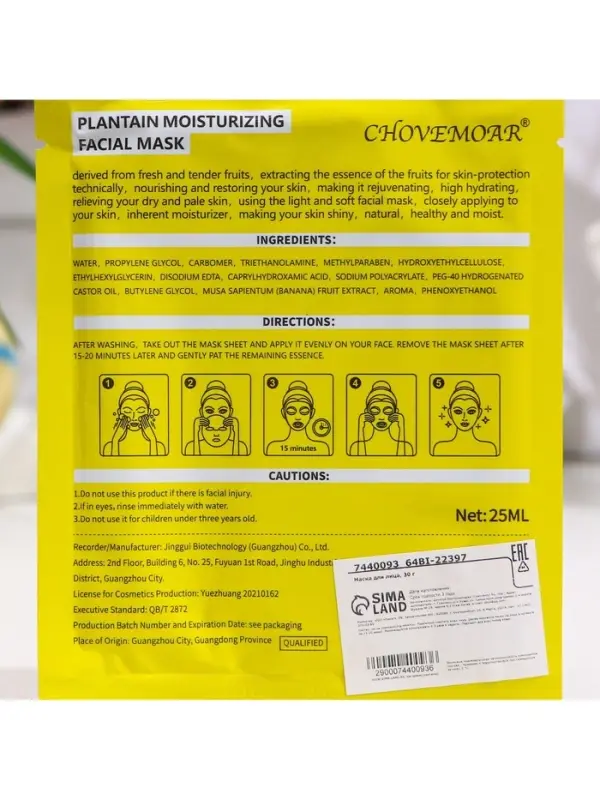 PLANTAIN MOISTURIZING
FACIAL MASK
CHOVEMOAR®
derived from fresh and tender fruits, extracting the essence of the fruits for skin-protection
technically, nourishing and restoring your skin, making it rejuvenating, high hydrating,
relieving your dry and pale skin, using the light and soft facial mask, closely applying to
your skin, inherent moisturizer, making your skin shiny, natural, healthy and moist.
INGREDIENTS:
WATER, PROPYLENE GLYCOL, CARBOMER, TRIETHANOLAMINE, METHYLPARABEN, HYDROXYETHYLCELLULOSE,
ETHYLHEXYLGLYCERIN, DISODIUM EDTA, CAPRYLHYDROXAMIC ACID, SODIUM POLYACRYLATE, PEG-40 HYDROGENATED
CASTOR OIL, BUTYLENE GLYCOL, MUSA SAPIENTUM (BANANA) FRUIT EXTRACT, AROMA, PHENOXYETHANOL
DIRECTIONS:
AFTER WASHING, TAKE OUT THE MASK SHEET AND APPLY IT EVENLY ON YOUR FACE. REMOVE THE MASK SHEET AFTER
15-20 MINUTES LATER AND GENTLY PAT THE REMAINING ESSENCE.
1 2 3 4 5
15 minutes
CAUTIONS:
1.Do not use this product if there is facial injury.
2.If in eyes, rinse immediately with water.
3.Do not use it for children under three years old.
Net:25ML
Recorder/Manufacturer: Jinggui Biotechnology (Guangzhou) Co., Ltd.
Address: 2nd Floor, Building 6, No. 25, Fuyuan 1st Road, Jinghu Indust
District, Guangzhou City.
License for Cosmetics Production: Yuezhuang 20210162
Executive Standard: QB/T 2872
Production Batch Number and Expiration Date: see packaging
Place of Origin: Guangzhou City, Guangdong Province QUALIFIED
7440093 64BI-22397
Маска для лица, 30 г
EAC
SIMA
LAND
Дата изготовления:
Срок годности: 3 года
2900074400936